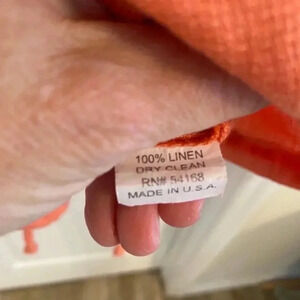 100% LINEN
DRY CLEAN
RN# 54168
MADE IN U.S.A.